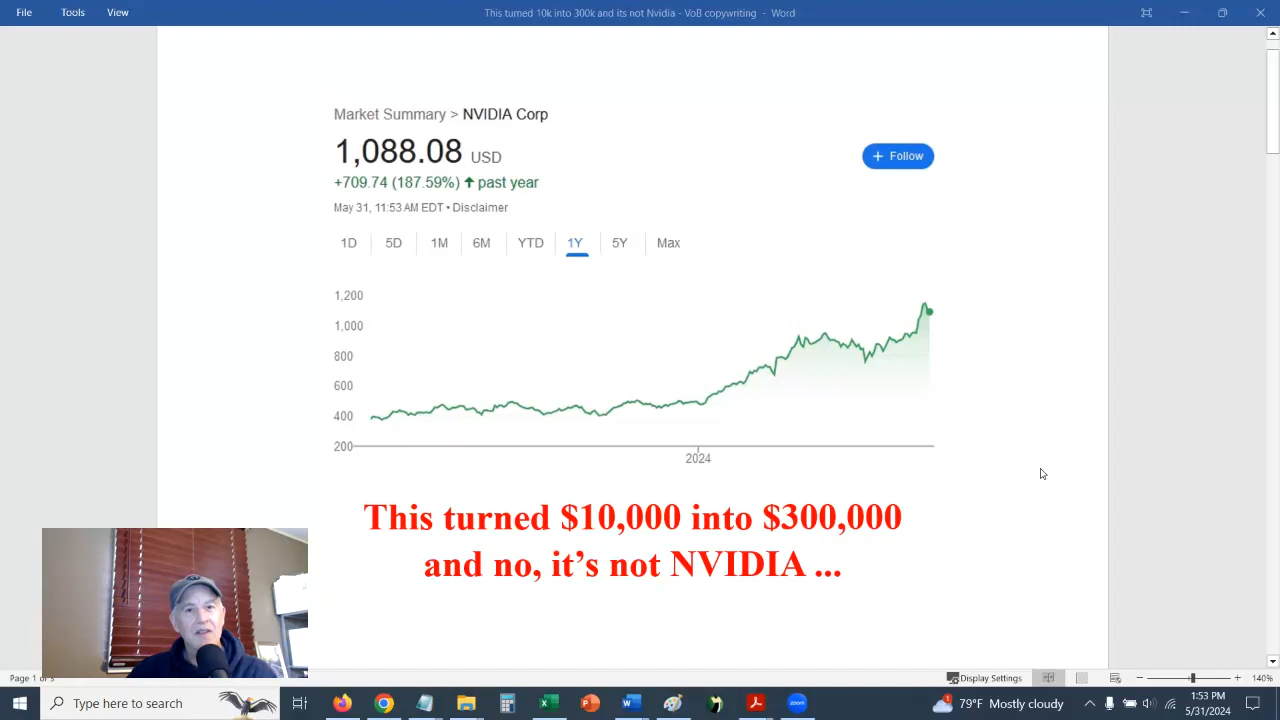 File Tools View This turned 10k into 300k and its not Nvidia - VoB copywriting - Word
Market Summary > NVIDIA Corp
1,088.08 USD
+ Follow
+709.74 (187.59%) ↑ past year
May 31, 11:53 AM EDT • Disclaimer
1D 5D 1M 6M YTD 1Y 5Y Max
1,200
1,000
800
600
400
200
2024
This turned $10,000 into $300,000
and no, it’s not NVIDIA ...
Display Settings 140%
Type here to search
79°F Mostly cloudy
1:53 PM
5/31/2024